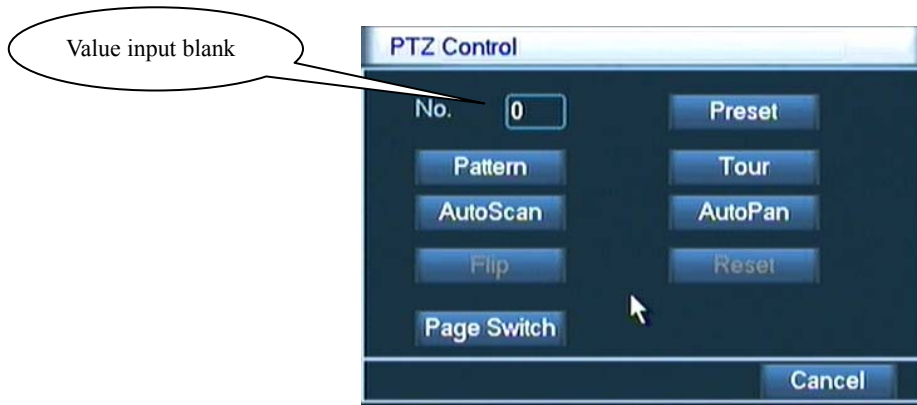 Value input blank
PTZ Control
No. 0 Preset
Pattern Tour
AutoScan AutoPan
Flip Reset
Page Switch
Cancel